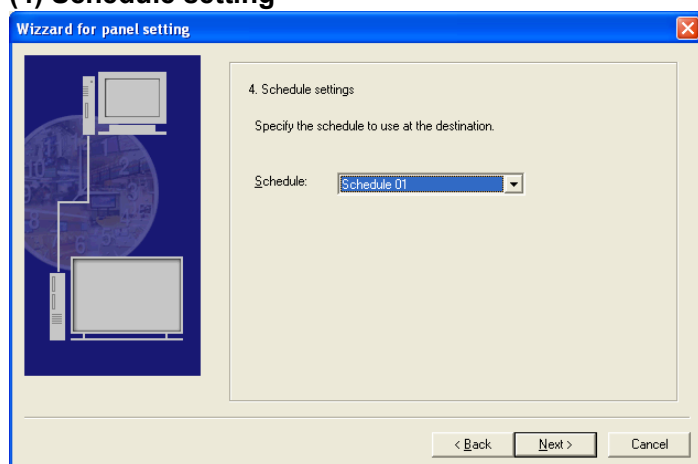 (4) Schedule setting
Wizzard for panel setting
4. Schedule settings
Specify the schedule to use at the destination.
Schedule: Schedule 01
< Back Next > Cancel